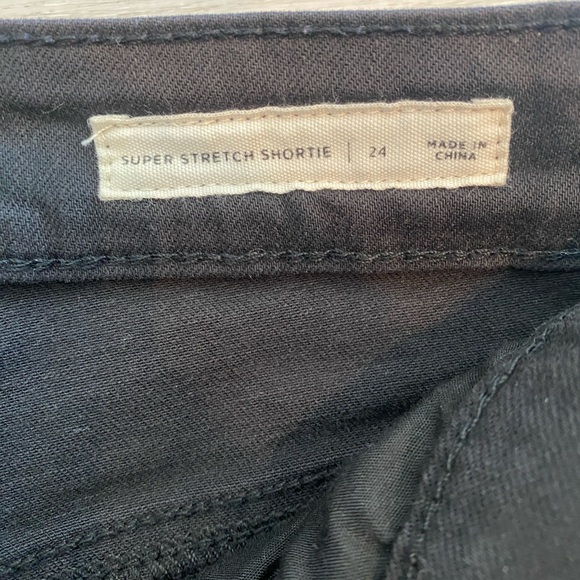 SUPER STRETCH SHORTIE | 24 MADE IN
CHINA